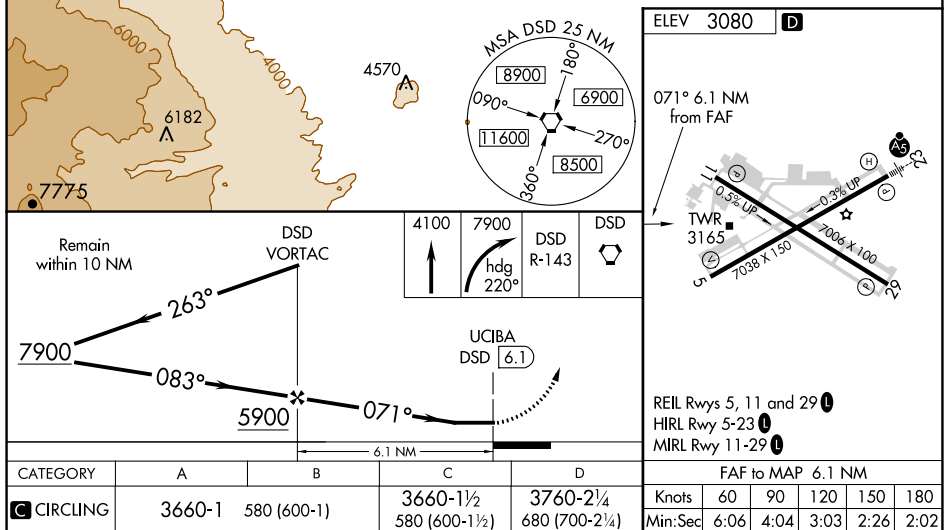 6000
4000
6182
7775
4570
MSA DSD 25 NM
180°
8900
6900
090°
270°
11600
8500
360°
ELEV 3080 D
071° 6.1 NM
from FAF
A5
H
P
11
23
0.5% UP
0.3% UP
P
TWR
3165
V
7038 X 150
7006 X 100
5
P
29
REIL Rwys 5, 11 and 29 L
HIRL Rwy 5-23 L
MIRL Rwy 11-29 L
Remain
within 10 NM
DSD
VORTAC
4100
7900
hdg
220°
DSD
R-143
DSD
263°
7900
083°
5900
071°
UCIBA
DSD 6.1
6.1 NM
CATEGORY A B C D
C CIRCLING 3660-1 580 (600-1) 3660-1½ 580 (600-1½) 3760-2¼ 680 (700-2¼)
FAF to MAP 6.1 NM
Knots 60 90 120 150 180
Min:Sec 6:06 4:04 3:03 2:26 2:02